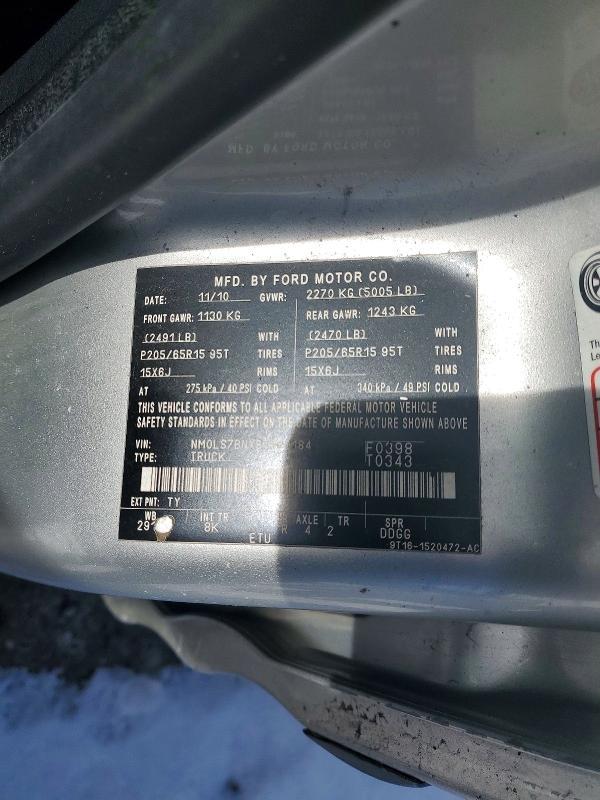 MFD. BY FORD MOTOR CO.
DATE: 11/10 GVWR: 2270 KG (5005 LB)
FRONT GAWR: 1130 KG REAR GAWR: 1243 KG
(2491 LB) WITH (2470 LB) WITH
P205/65R15 95T TIRES P205/65R15 95T TIRES
15X6J RIMS 15X6J RIMS
AT 275 kPa / 40 PSI COLD AT 340 kPa / 49 PSI COLD
THIS VEHICLE CONFORMS TO ALL APPLICABLE FEDERAL MOTOR VEHICLE
SAFETY STANDARDS IN EFFECT ON THE DATE OF MANUFACTURE SHOWN ABOVE
VIN: F0398
TYPE: TRUCK T0343
EXT PNT: TY
WB INT TR AXLE TR SPR
8K R 4 2 DDGG
ETU 9T16-1520472-AC